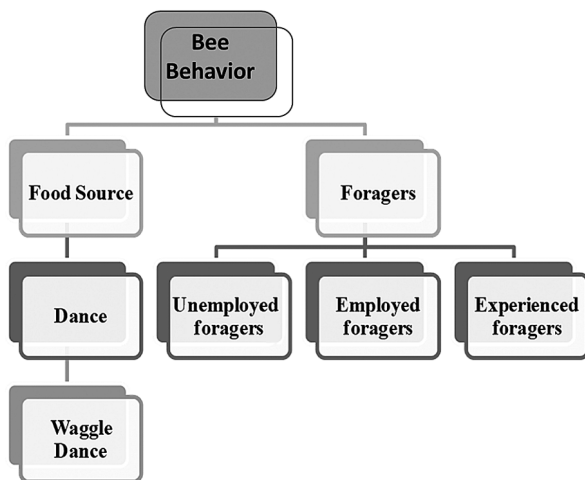 Bee
Behavior
Food Source
Foragers
Dance
Unemployed
foragers
Employed
foragers
Experienced
foragers
Waggle
Dance